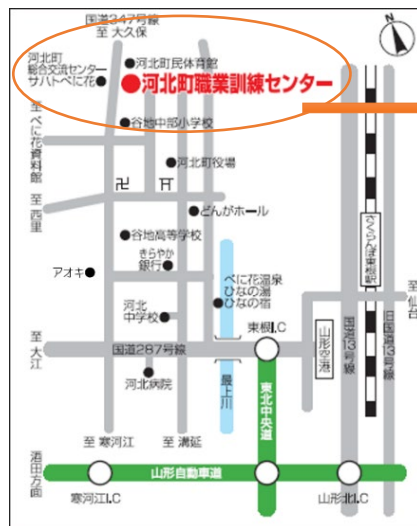 国道347号線
至 大久保
河北町
総合交流センター
サハトべに花
河北町民体育館
河北町職業訓練センター
至 べに花資料館
谷地中部小学校
河北町役場
至 西里
どんがホール
谷地高等学校
きらやか
銀行
アオキ
べに花温泉
ひなの湯
ひなの宿
さくらんぼ東根駅
至 仙台
河北
中学校
東根I.C
山形空港
国道13号線
旧国道13号線
至 大江
国道287号線
河北病院
最上川
東北中央道
至 寒河江
至 溝延
酒田方面
山形自動車道
寒河江I.C
山形北I.C
N